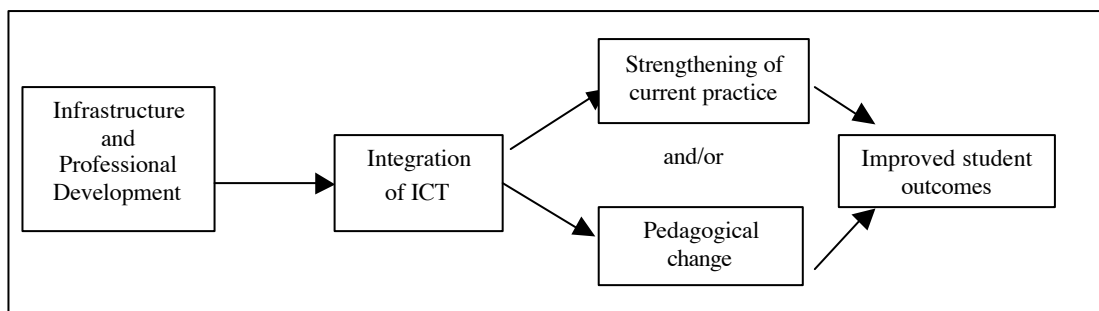 Infrastructure
and
Professional
Development
Integration
of ICT
Strengthening of
current practice
and/or
Pedagogical
change
Improved student
outcomes